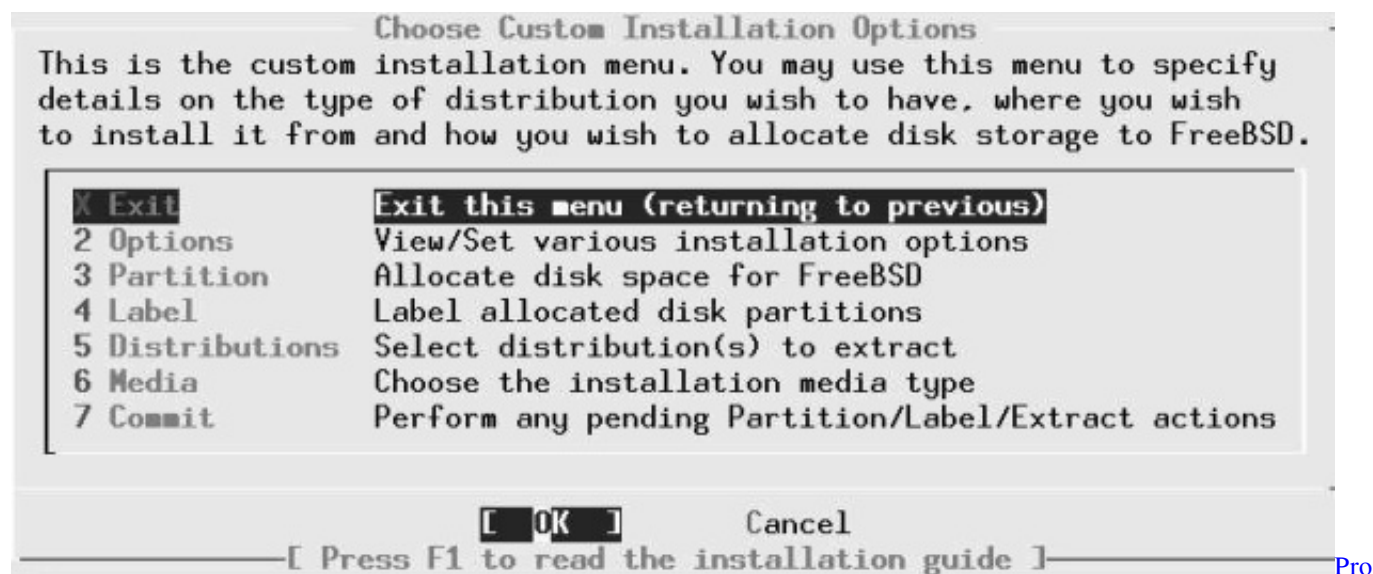 Choose Custom Installation Options
This is the custom installation menu. You may use this menu to specify
details on the type of distribution you wish to have, where you wish
to install it from and how you wish to allocate disk storage to FreeBSD.
X Exit Exit this menu (returning to previous)
2 Options View/Set various installation options
3 Partition Allocate disk space for FreeBSD
4 Label Label allocated disk partitions
5 Distributions Select distribution(s) to extract
6 Media Choose the installation media type
7 Commit Perform any pending Partition/Label/Extract actions
[ OK ] Cancel
[ Press F1 to read the installation guide ]
Pro